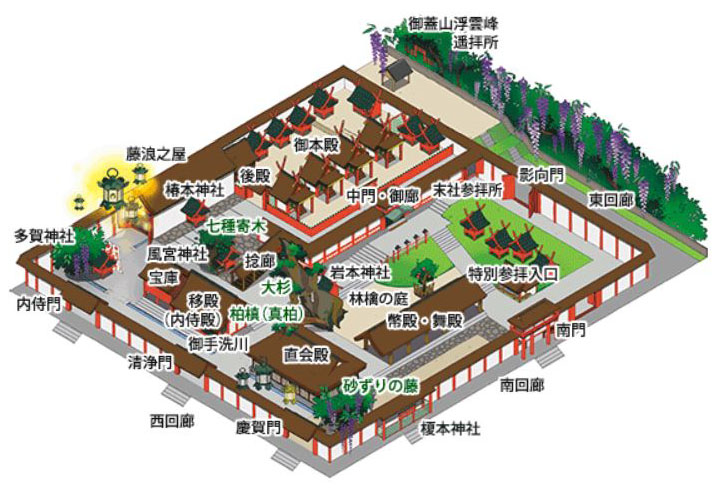 御蓋山浮雲峰
遥拝所
藤浪之屋
御本殿
後殿
影向門
椿本神社
中門・御廊
末社参拝所
東回廊
七種寄木
多賀神社
風宮神社
捻廊
岩本神社
特別参拝入口
宝庫
大杉
林檎の庭
内侍門
移殿
(内侍殿)
柏槙(真柏)
幣殿・舞殿
南門
御手洗川
直会殿
清浄門
砂ずりの藤
南回廊
西回廊
慶賀門
榎本神社